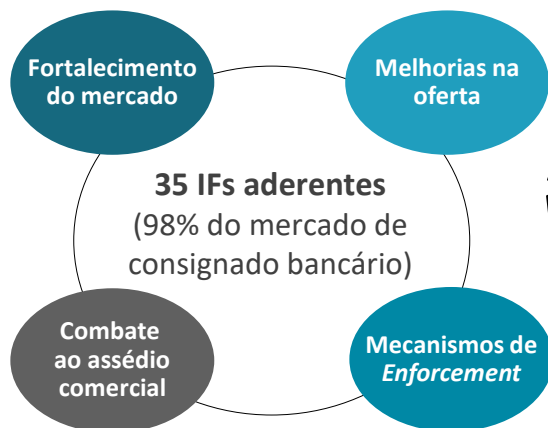 Fortalecimento
do mercado
Melhorias na
oferta
35 IFs aderentes
(98% do mercado de
consignado bancário)
Combate
ao assédio
comercial
Mecanismos de
Enforcement